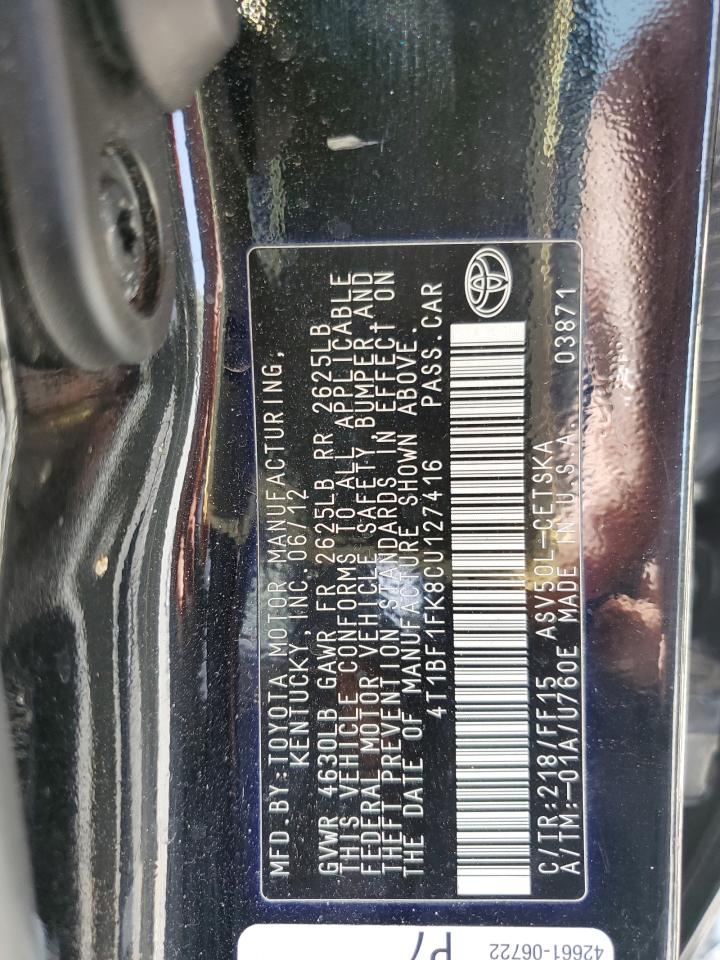 MFD.BY:TOYOTA MOTOR MANUFACTURING,
KENTUCKY, INC.06/12
GVWR 4630LB GAWR FR 2625LB RR 2625LB
THIS VEHICLE CONFORMS TO ALL APPLICABLE
FEDERAL MOTOR VEHICLE SAFETY,BUMPER,AND
THEFT PREVENTION STANDARDS IN EFFECT ON
THE DATE OF MANUFACTURE SHOWN ABOVE.
4T1BF1FK8CU127416 PASS.CAR
C/TR:218/FF15 ASV50L-CETSKA
A/TM:-01A/U760E MADE IN U.S.A. 03871
42661-06722